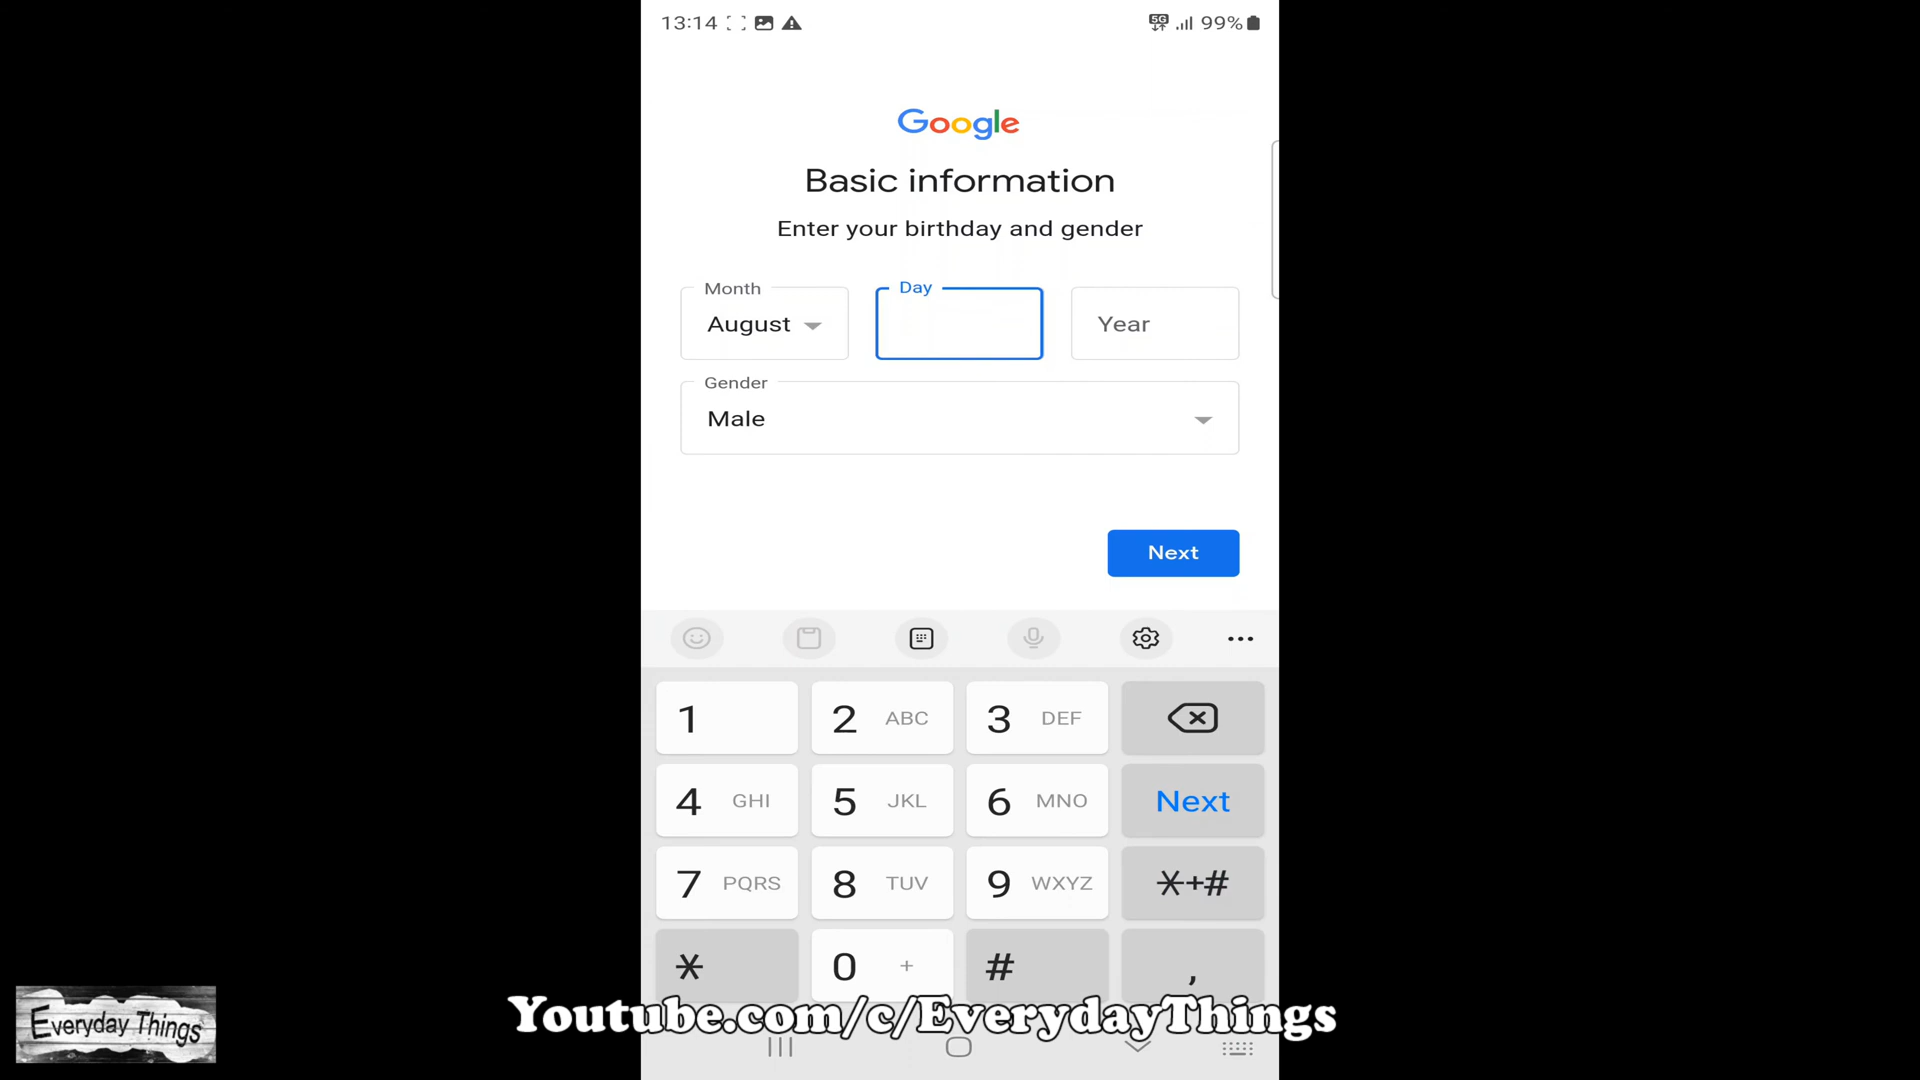 13:14 5G 99%
Google
Basic information
Enter your birthday and gender
Month
August
Day
Year
Gender
Male
Next
1 2 ABC 3 DEF
4 GHI 5 JKL 6 MNO Next
7 PQRS 8 TUV 9 WXYZ *+#
* 0 + # ,
Everyday Things
Youtube.com/c/EverydayThings